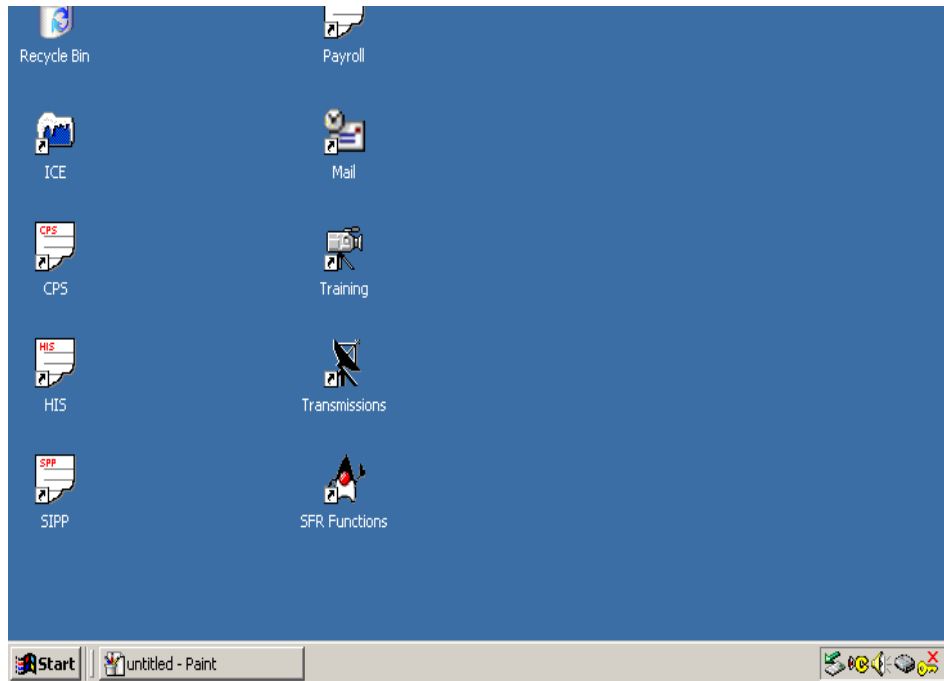 Recycle Bin
Payroll
ICE
Mail
CPS
CPS
Training
HIS
HIS
Transmissions
SPP
SIPP
SFR Functions
Start
untitled - Paint